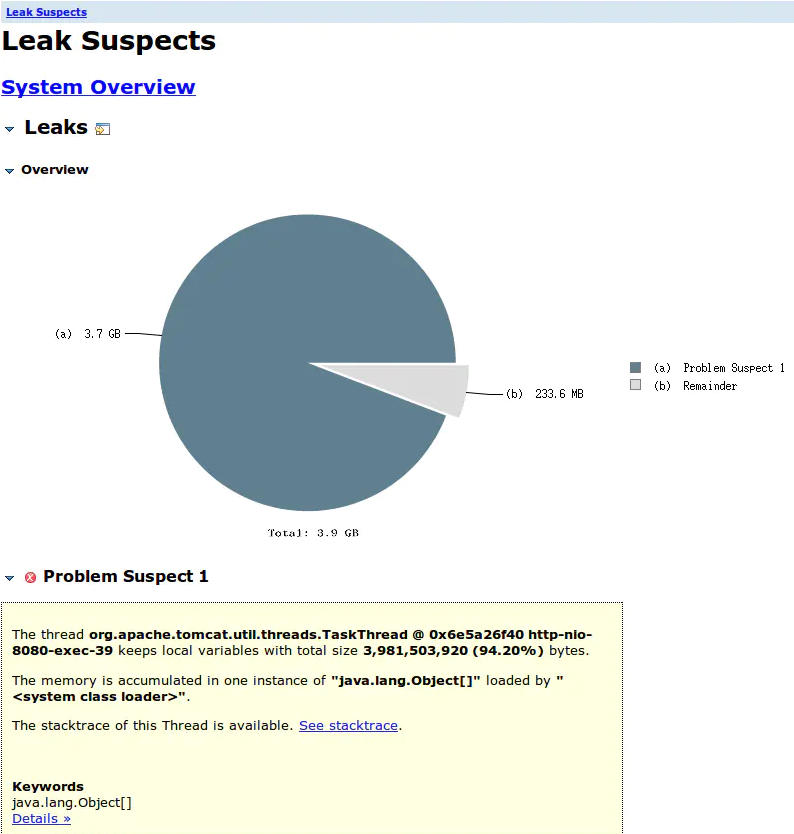 Leak Suspects
Leak Suspects
System Overview
Leaks
Overview
(a) 3.7 GB
(b) 233.6 MB
(a) Problem Suspect 1
(b) Remainder
Total: 3.9 GB
Problem Suspect 1
The thread org.apache.tomcat.util.threads.TaskThread @ 0x6e5a26f40 http-nio-
8080-exec-39 keeps local variables with total size 3,981,503,920 (94.20%) bytes.
The memory is accumulated in one instance of "java.lang.Object[]" loaded by "
<system class loader>".
The stacktrace of this Thread is available. See stacktrace.
Keywords
java.lang.Object[]
Details »